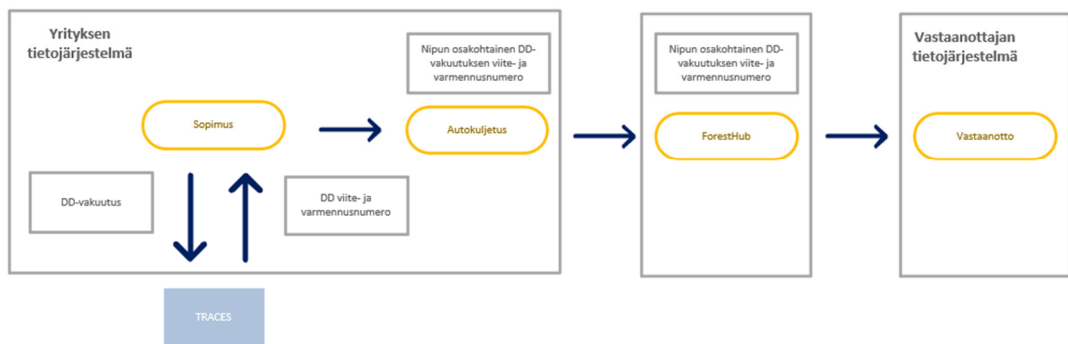 Yrityksen
tietojärjestelmä
Nipun osakohtainen DD-
vakuutuksen viite- ja
varmennusnumero
Sopimus
Autokuljetus
DD-vakuutus
DD viite- ja
varmennusnumero
TRACES
Nipun osakohtainen DD-
vakuutuksen viite- ja
varmennusnumero
ForestHub
Vastaanottajan
tietojärjestelmä
Vastaanotto